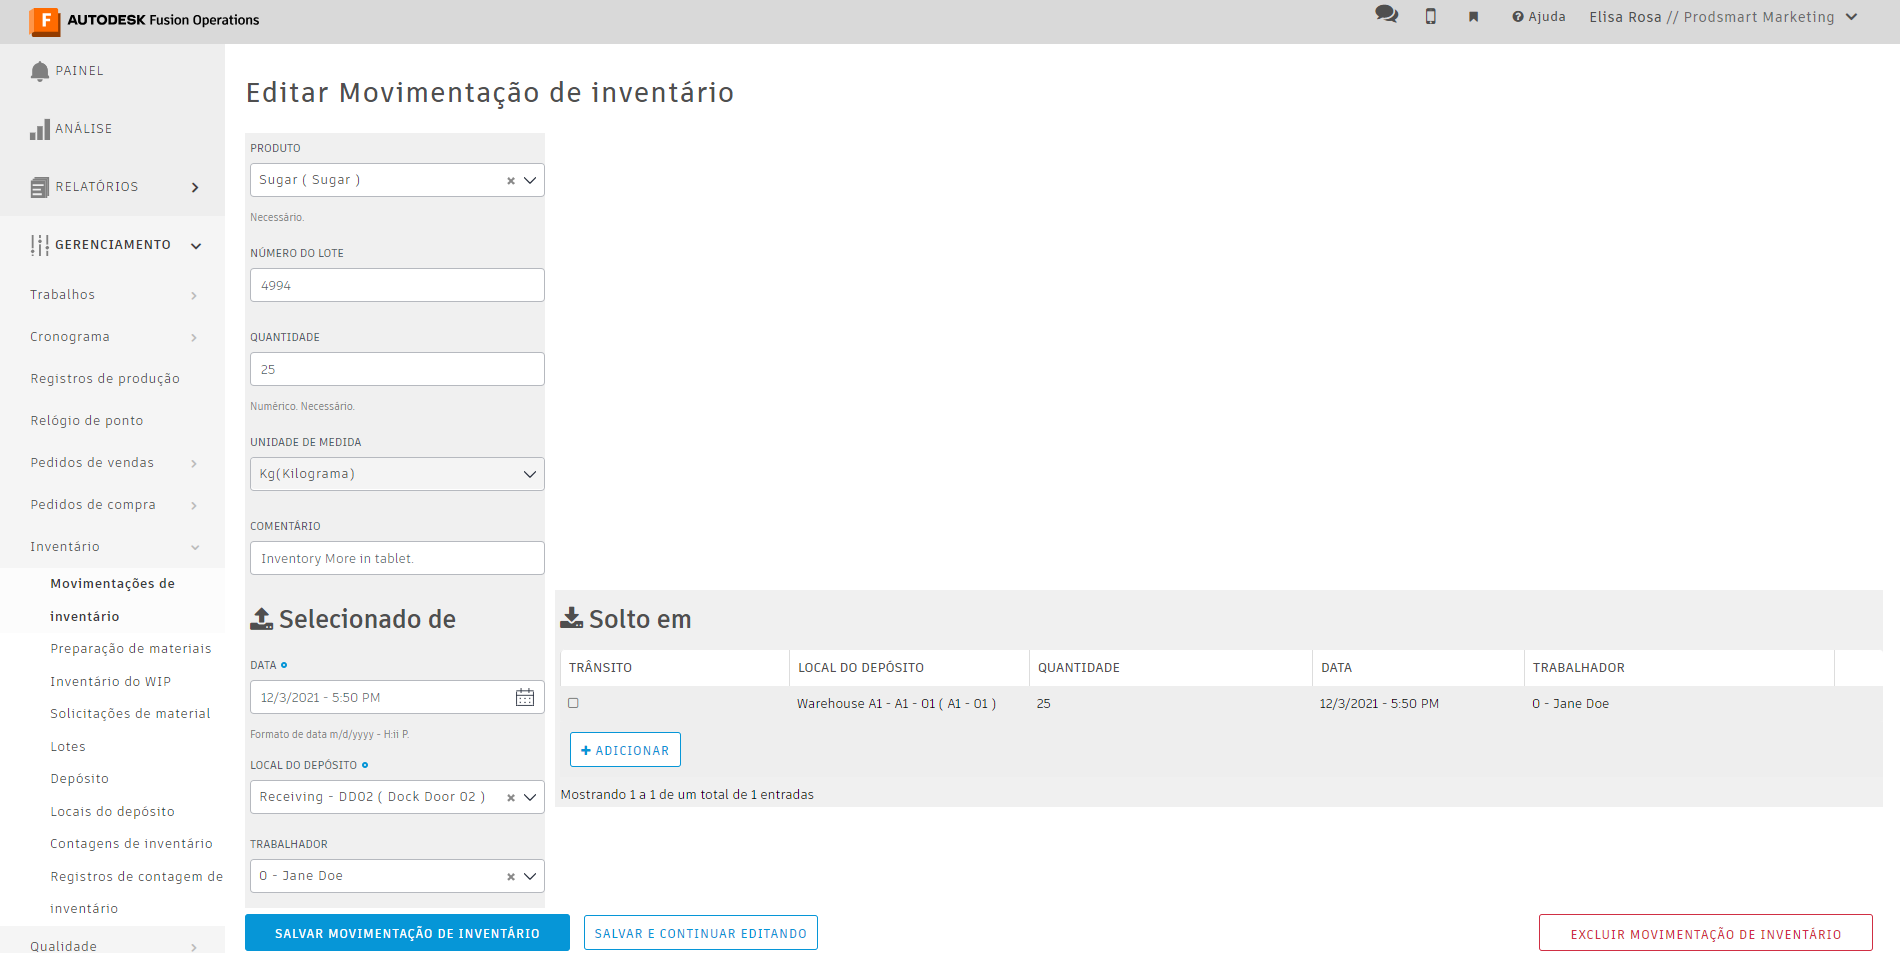 F AUTODESK Fusion Operations
Ajuda
Elisa Rosa // Prodsmart Marketing
PAINEL
ANÁLISE
RELATÓRIOS
GERENCIAMENTO
Trabalhos
Cronograma
Registros de produção
Relógio de ponto
Pedidos de vendas
Pedidos de compra
Inventário
Movimentações de
inventário
Preparação de materiais
Inventário do WIP
Solicitações de material
Lotes
Depósito
Locais do depósito
Contagens de inventário
Registros de contagem de
inventário
Qualidade
Editar Movimentação de inventário
PRODUTO
Sugar ( Sugar )
Necessário.
NÚMERO DO LOTE
4994
QUANTIDADE
25
Numérico. Necessário.
UNIDADE DE MEDIDA
Kg(Kilograma)
COMENTÁRIO
Inventory More in tablet.
Selecionado de
DATA
12/3/2021 - 5:50 PM
Formato de data m/d/yyyy - H:ii P.
LOCAL DO DEPÓSITO
Receiving - DD02 ( Dock Door 02 )
TRABALHADOR
0 - Jane Doe
Solto em
TRÂNSITO LOCAL DO DEPÓSITO QUANTIDADE DATA TRABALHADOR
Warehouse A1 - A1 - 01 ( A1 - 01 ) 25 12/3/2021 - 5:50 PM 0 - Jane Doe
+ ADICIONAR
Mostrando 1 a 1 de um total de 1 entradas
SALVAR MOVIMENTAÇÃO DE INVENTÁRIO
SALVAR E CONTINUAR EDITANDO
EXCLUIR MOVIMENTAÇÃO DE INVENTÁRIO